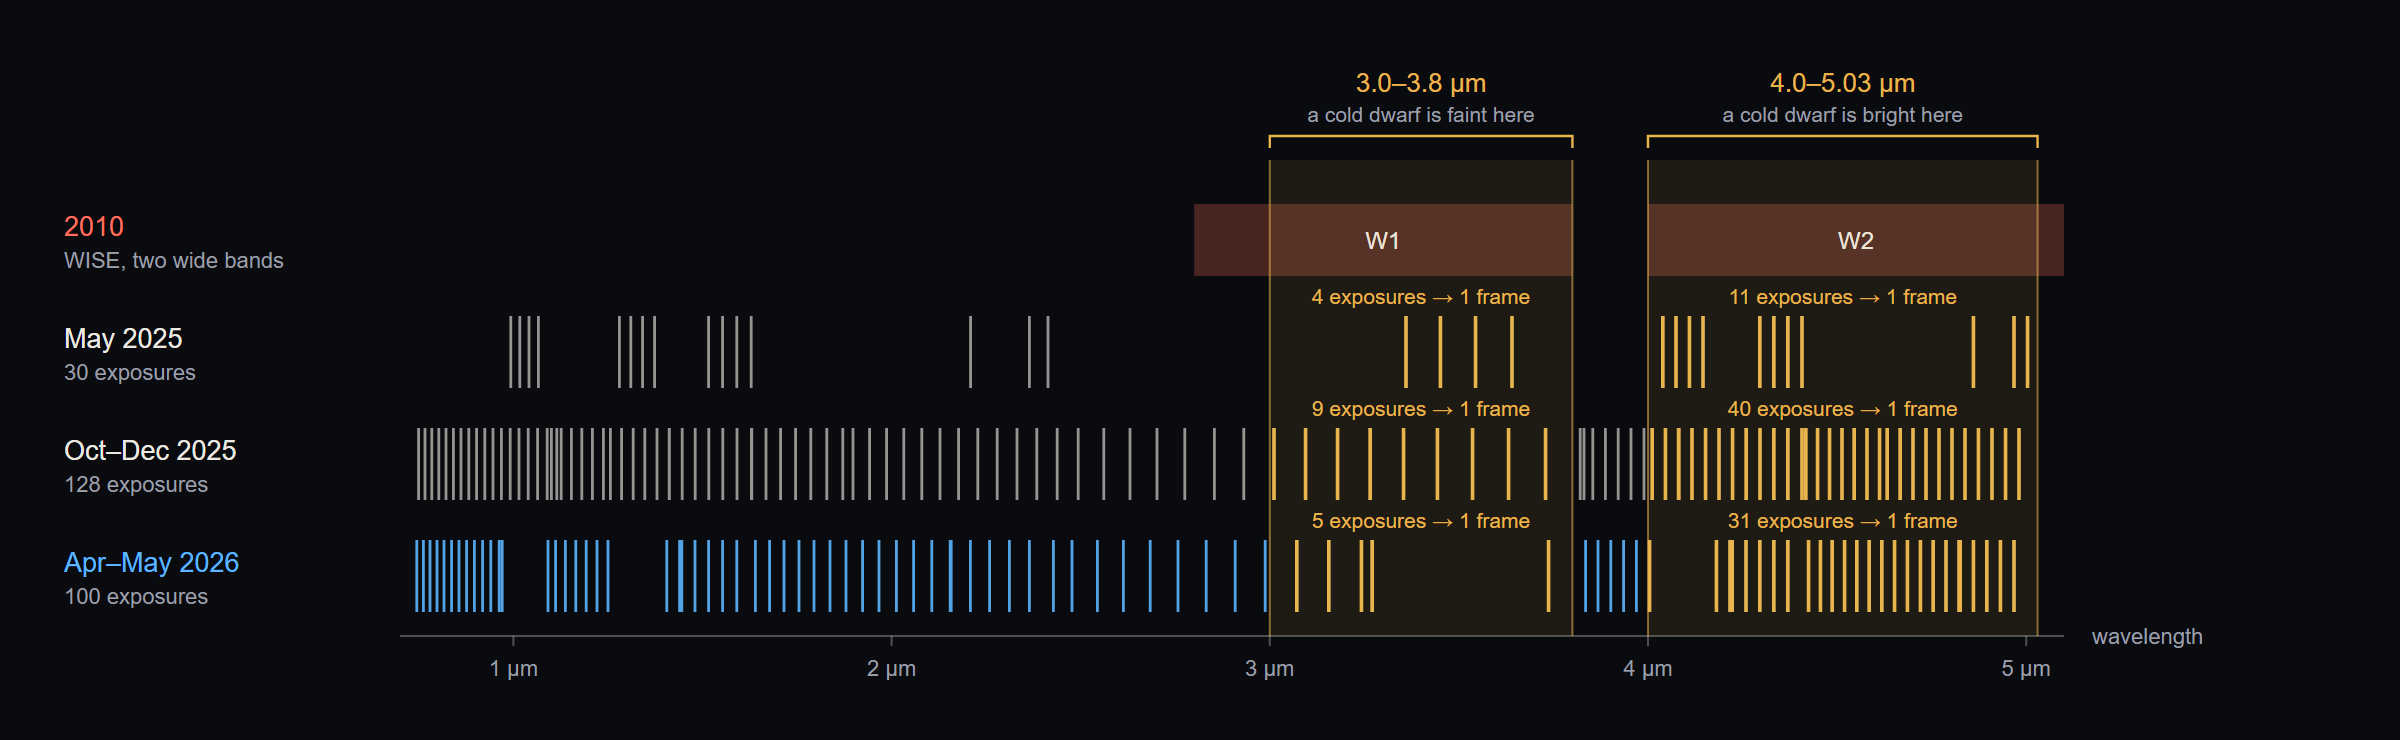 3.0–3.8 µm
a cold dwarf is faint here
4.0–5.03 µm
a cold dwarf is bright here
2010
WISE, two wide bands
W1
W2
4 exposures → 1 frame
11 exposures → 1 frame
May 2025
30 exposures
9 exposures → 1 frame
40 exposures → 1 frame
Oct–Dec 2025
128 exposures
5 exposures → 1 frame
31 exposures → 1 frame
Apr–May 2026
100 exposures
wavelength
1 µm
2 µm
3 µm
4 µm
5 µm